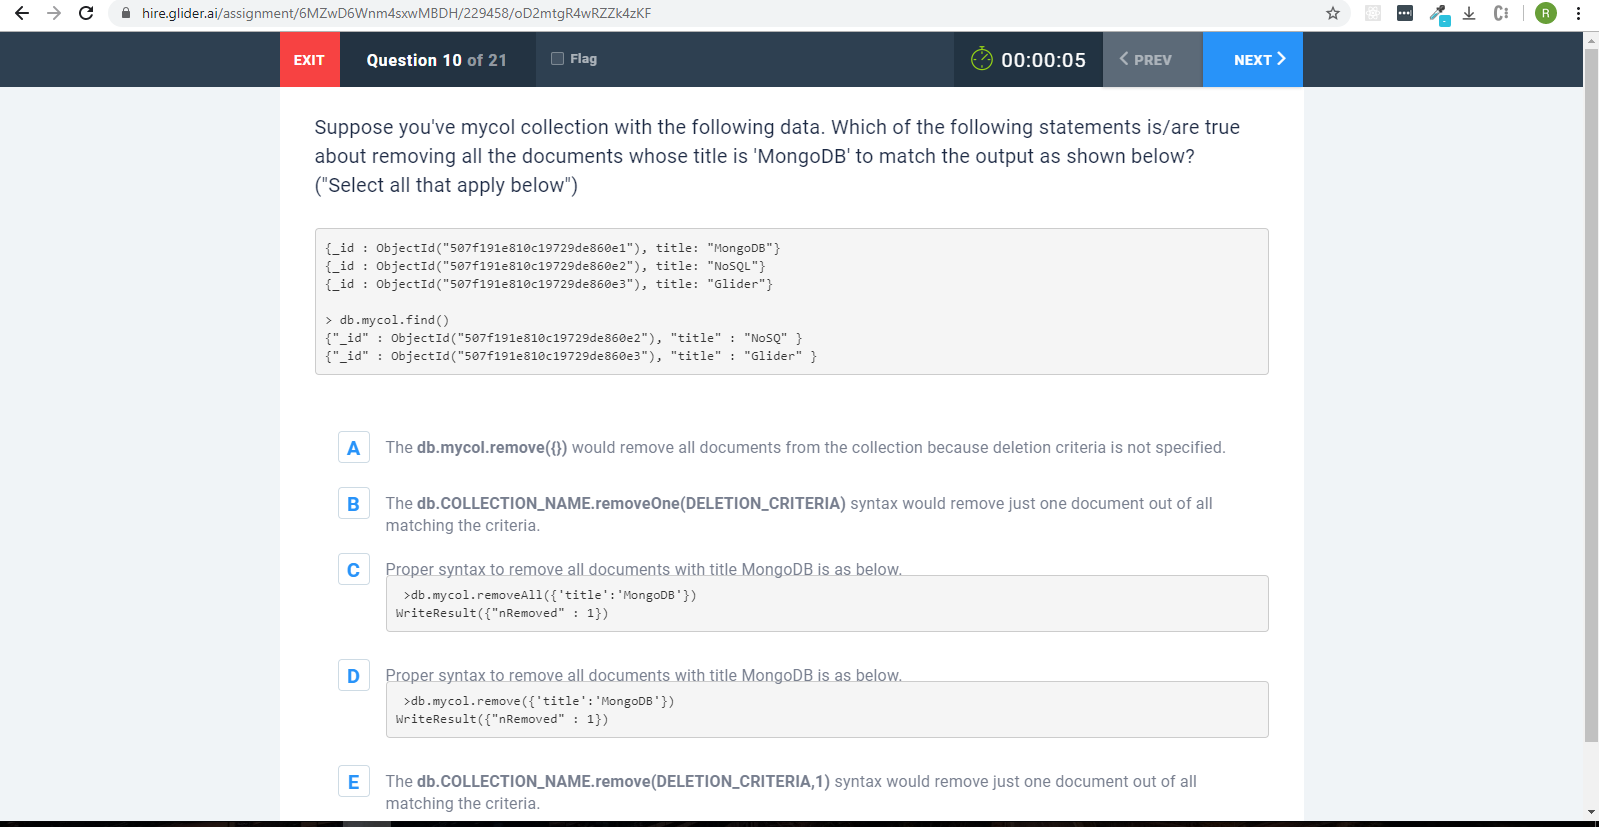 hire.glider.ai/assignment/6MZwD6Wnm4sxwMBDH/229458/oD2mtgR4wRZZk4zKF
R
EXIT
Question 10 of 21
Flag
00:00:05
PREV
NEXT
Suppose you've mycol collection with the following data. Which of the following statements is/are true
about removing all the documents whose title is 'MongoDB' to match the output as shown below?
("Select all that apply below")
{_id : ObjectId("507f191e810c19729de860e1"), title: "MongoDB"}
{_id : ObjectId("507f191e810c19729de860e2"), title: "NoSQL"}
{_id : ObjectId("507f191e810c19729de860e3"), title: "Glider"}
> db.mycol.find()
{"_id" : ObjectId("507f191e810c19729de860e2"), "title" : "NoSQ" }
{"_id" : ObjectId("507f191e810c19729de860e3"), "title" : "Glider" }
A The db.mycol.remove({}) would remove all documents from the collection because deletion criteria is not specified.
B The db.COLLECTION_NAME.removeOne(DELETION_CRITERIA) syntax would remove just one document out of all
matching the criteria.
C Proper syntax to remove all documents with title MongoDB is as below.
>db.mycol.removeAll({'title':'MongoDB'})
WriteResult({"nRemoved" : 1})
D Proper syntax to remove all documents with title MongoDB is as below.
>db.mycol.remove({'title':'MongoDB'})
WriteResult({"nRemoved" : 1})
E The db.COLLECTION_NAME.remove(DELETION_CRITERIA,1) syntax would remove just one document out of all
matching the criteria.